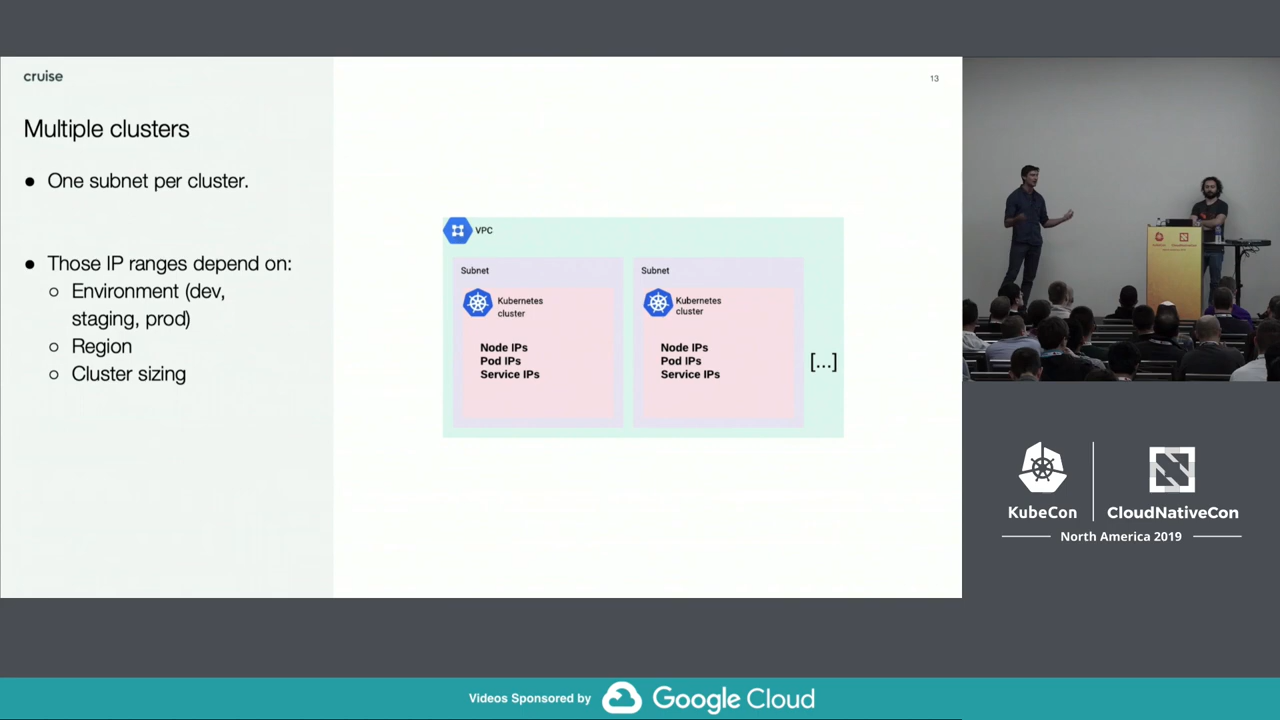 cruise
13
Multiple clusters
● One subnet per cluster.
● Those IP ranges depend on:
○ Environment (dev,
staging, prod)
○ Region
○ Cluster sizing
VPC
Subnet
Kubernetes
cluster
Node IPs
Pod IPs
Service IPs
Subnet
Kubernetes
cluster
Node IPs
Pod IPs
Service IPs
[...]
KubeCon
CloudNativeCon
North America 2019
Videos Sponsored by
Google Cloud